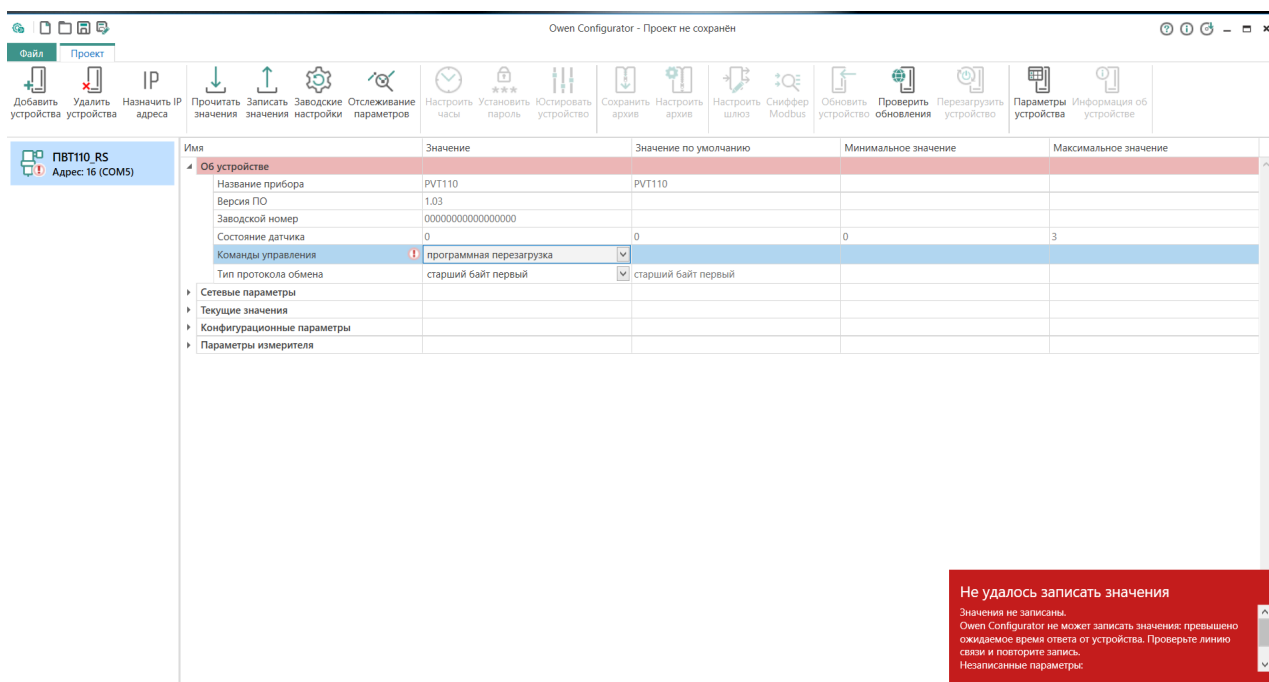 Owen Configurator - Проект не сохранён
Файл Проект
IP
Добавить устройства
Удалить устройства
Назначить IP адреса
Прочитать значения
Записать значения
Заводские настройки
Отслеживание параметров
Настроить часы
Установить пароль
Юстировать устройство
Сохранить архив
Настроить архив
Настроить шлюз
Сниффер Modbus
Обновить устройство
Проверить обновления
Перезагрузить устройство
Параметры устройства
Информация об устройстве
ПВТ110_RS
Адрес: 16 (COM5)
Имя Значение Значение по умолчанию Минимальное значение Максимальное значение
Об устройстве
Название прибора PVT110 PVT110
Версия ПО 1.03
Заводской номер 00000000000000000
Состояние датчика 0 0 0 3
Команды управления программная перезагрузка
Тип протокола обмена старший байт первый старший байт первый
Сетевые параметры
Текущие значения
Конфигурационные параметры
Параметры измерителя
Не удалось записать значения
Значения не записаны.
Owen Configurator не может записать значения: превышено
ожидаемое время ответа от устройства. Проверьте линию
связи и повторите запись.
Незаписанные параметры: